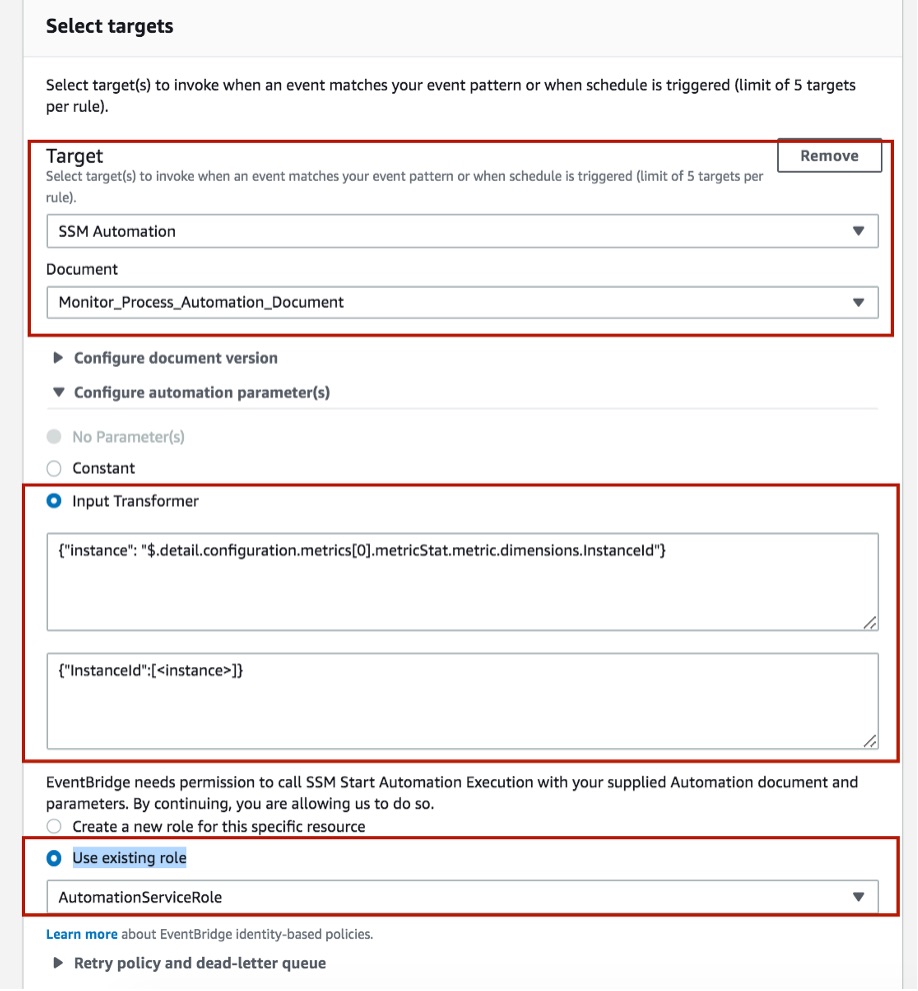 Select targets
Select target(s) to invoke when an event matches your event pattern or when schedule is triggered (limit of 5 targets
per rule).
Target
Remove
Select target(s) to invoke when an event matches your event pattern or when schedule is triggered (limit of 5 targets per
rule).
SSM Automation
Document
Monitor_Process_Automation_Document
Configure document version
Configure automation parameter(s)
No Parameter(s)
Constant
Input Transformer
{"instance": "$.detail.configuration.metrics[0].metricStat.metric.dimensions.InstanceId"}
{"InstanceId":[<instance>]}
EventBridge needs permission to call SSM Start Automation Execution with your supplied Automation document and
parameters. By continuing, you are allowing us to do so.
Create a new role for this specific resource
Use existing role
AutomationServiceRole
Learn more about EventBridge identity-based policies.
Retry policy and dead-letter queue